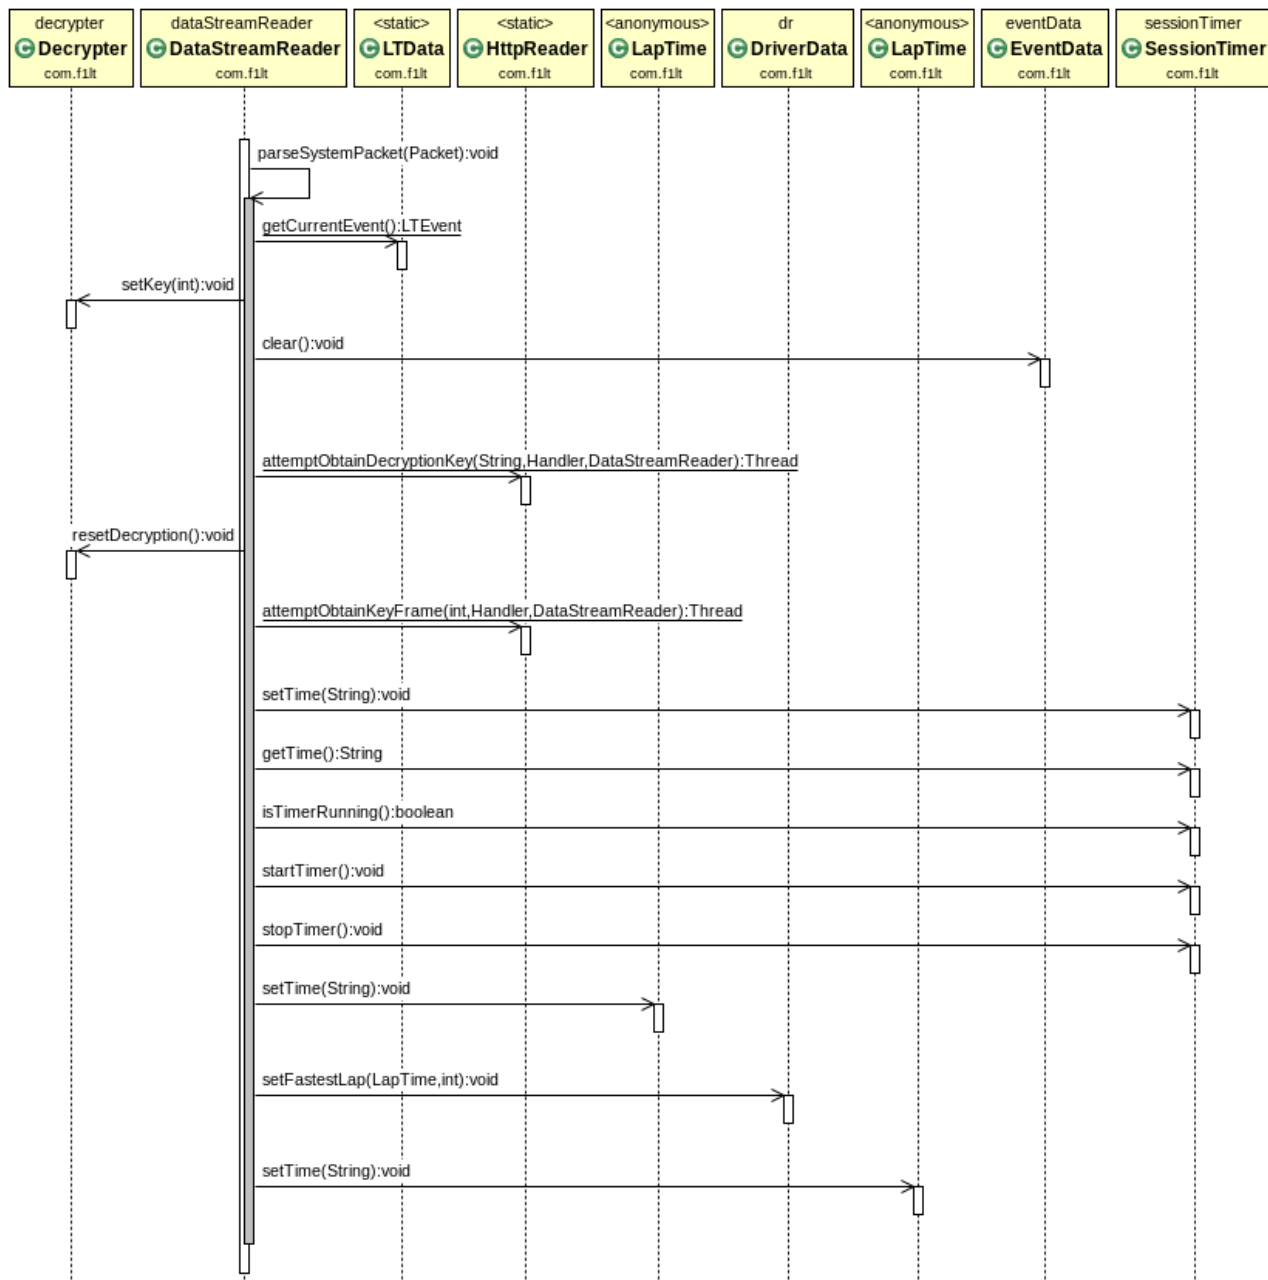 decrypter
dataStreamReader
<static>
<static>
<anonymous>
dr
<anonymous>
eventData
sessionTimer
C Decrypter
C DataStreamReader
C LTData
C HttpReader
C LapTime
C DriverData
C LapTime
C EventData
C SessionTimer
com.f1lt
com.f1lt
com.f1lt
com.f1lt
com.f1lt
com.f1lt
com.f1lt
com.f1lt
com.f1lt
parseSystemPacket(Packet):void
getCurrentEvent():LTEvent
setKey(int):void
clear():void
attemptObtainDecryptionKey(String,Handler,DataStreamReader):Thread
resetDecryption():void
attemptObtainKeyFrame(int,Handler,DataStreamReader):Thread
setTime(String):void
getTime():String
isTimerRunning():boolean
startTimer():void
stopTimer():void
setTime(String):void
setFastestLap(LapTime,int):void
setTime(String):void